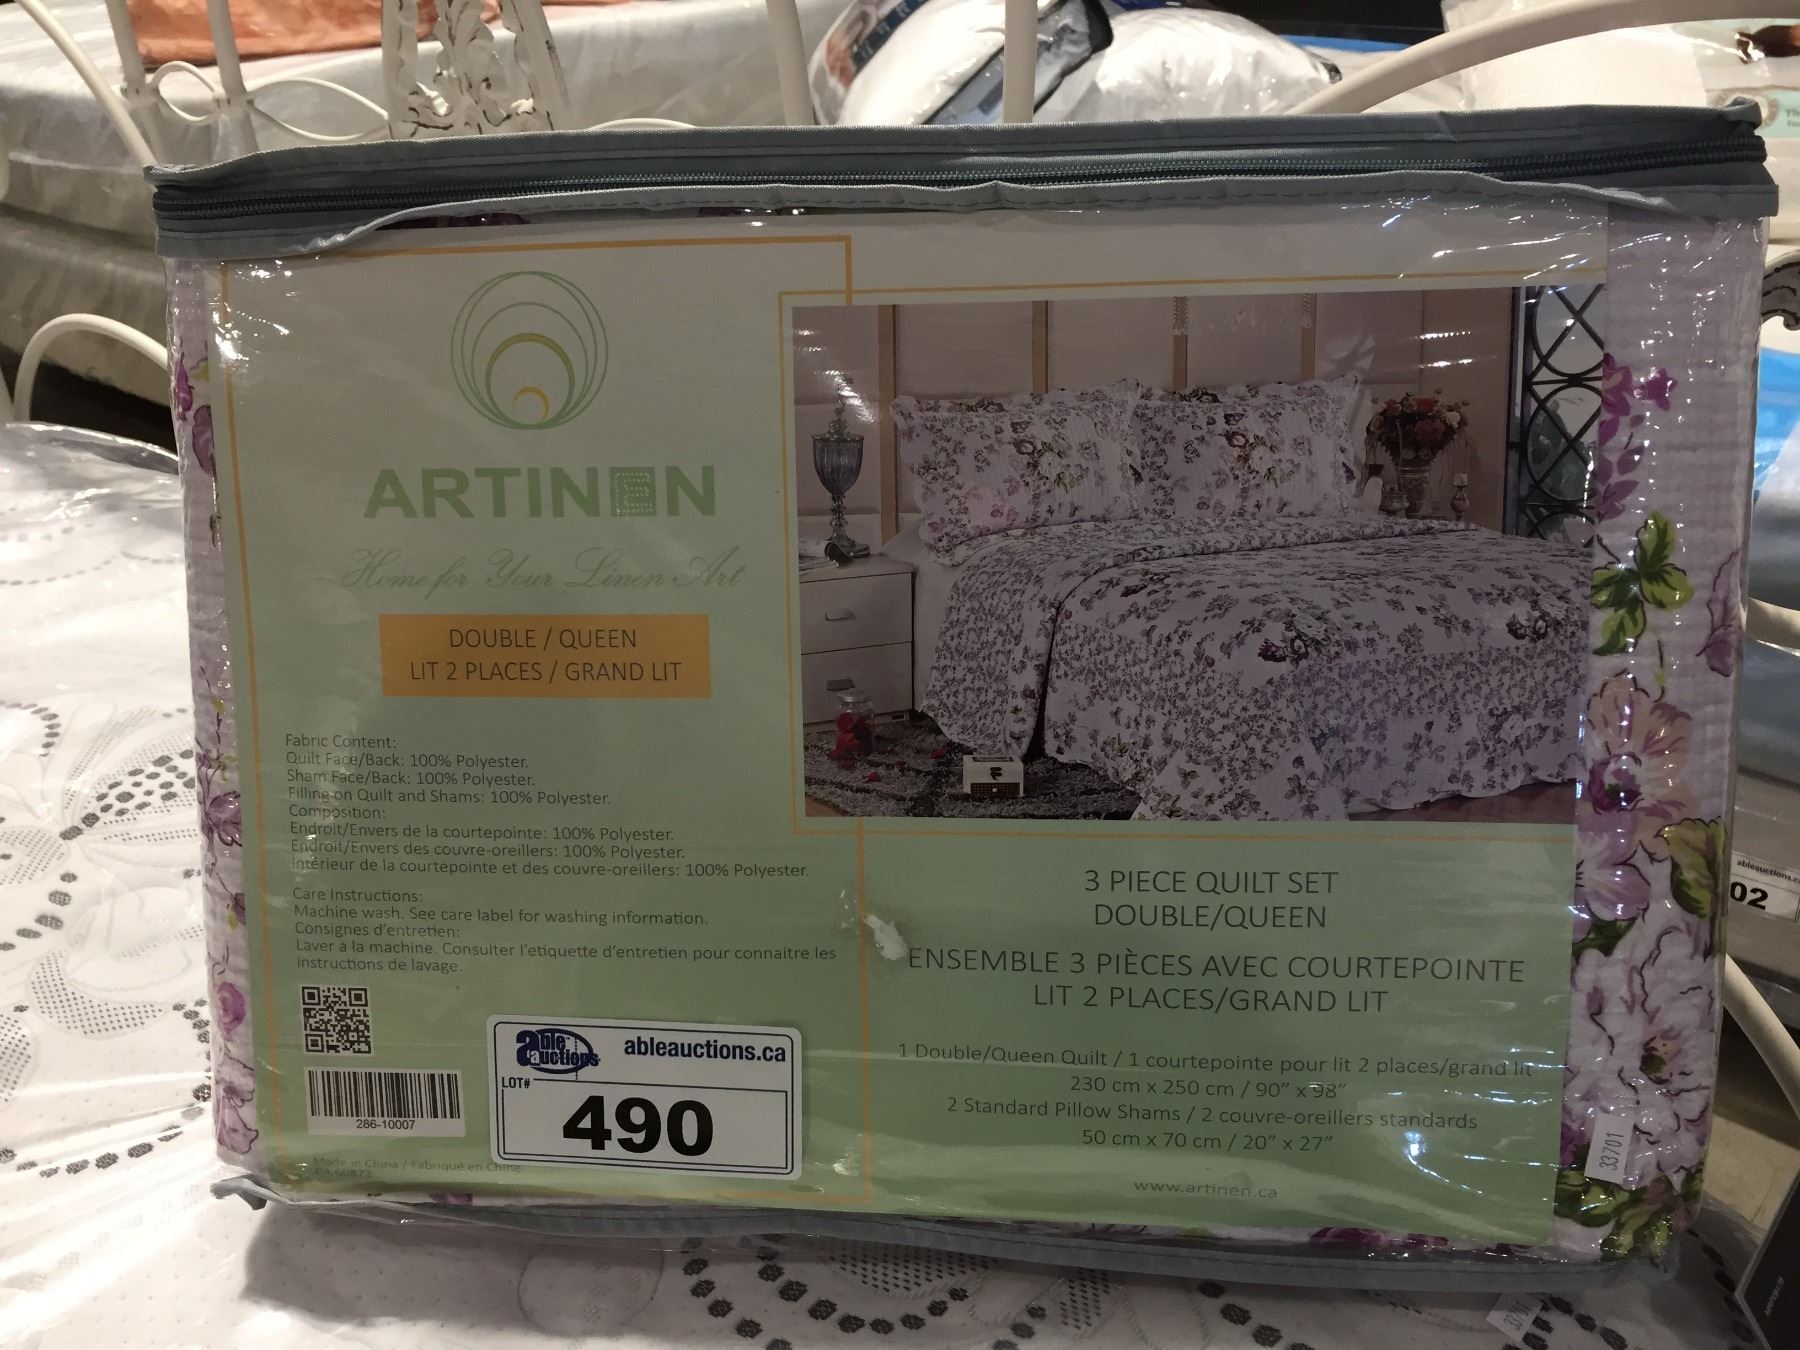 ARTINEN
Home for Your Linen Art
DOUBLE / QUEEN
LIT 2 PLACES / GRAND LIT
Fabric Content:
Quilt Face/Back: 100% Polyester.
Sham Face/Back: 100% Polyester.
Filling on Quilt and Shams: 100% Polyester.
Composition:
Endroit/Envers de la courtepointe: 100% Polyester.
Endroit/Envers des couvre-oreillers: 100% Polyester.
Intérieur de la courtepointe et des couvre-oreillers: 100% Polyester.
Care Instructions:
Machine wash. See care label for washing information.
Consignes d'entretien:
Laver à la machine. Consulter l'etiquette d'entretien pour connaitre les
instructions de lavage.
286-10007
Made in China / Fabriqué en Chine
CA 60872
able auctions
ableauctions.ca
LOT#
490
3 PIECE QUILT SET
DOUBLE/QUEEN
ENSEMBLE 3 PIÈCES AVEC COURTEPOINTE
LIT 2 PLACES/GRAND LIT
1 Double/Queen Quilt / 1 courtepointe pour lit 2 places/grand lit
230 cm x 250 cm / 90" x 98"
2 Standard Pillow Shams / 2 couvre-oreillers standards
50 cm x 70 cm / 20" x 27"
www.artinen.ca
33701
ableauctions.c
02
33701